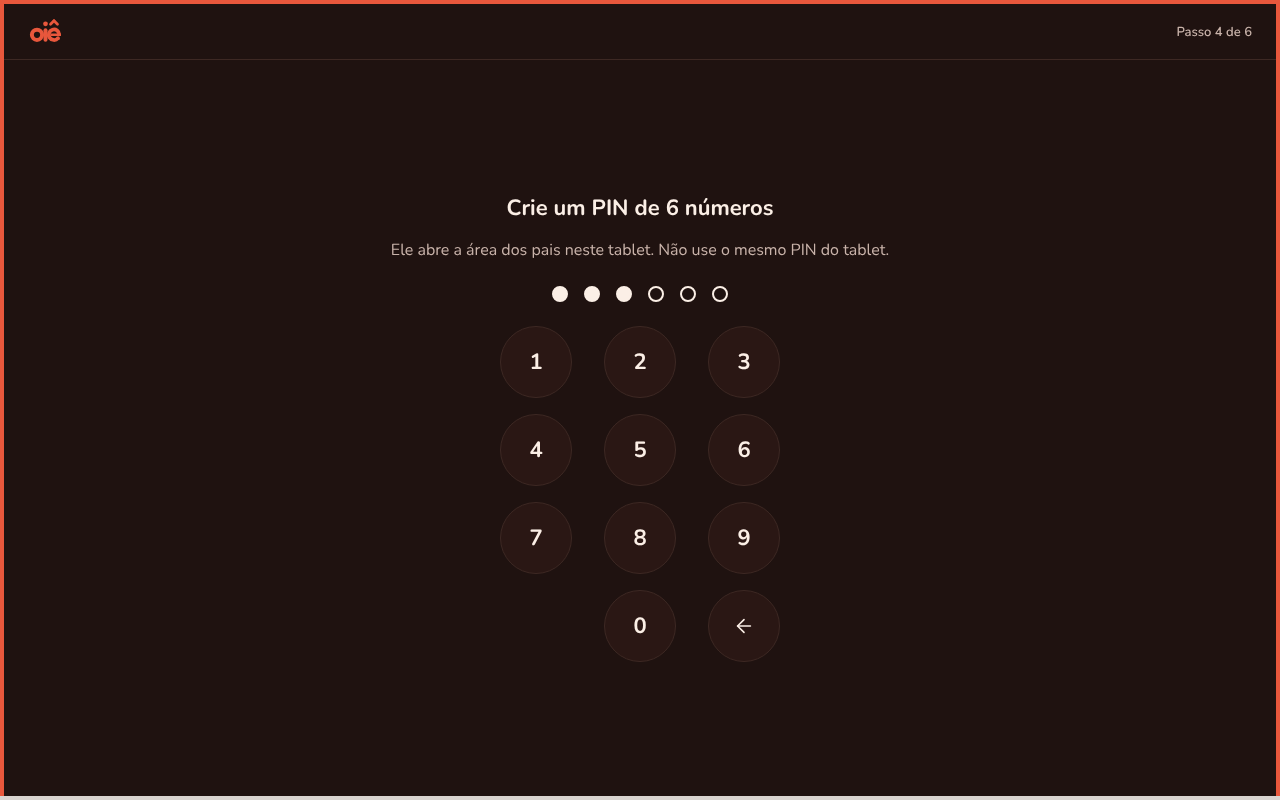 oiê
Passo 4 de 6
Crie um PIN de 6 números
Ele abre a área dos pais neste tablet. Não use o mesmo PIN do tablet.
1 2 3
4 5 6
7 8 9
0